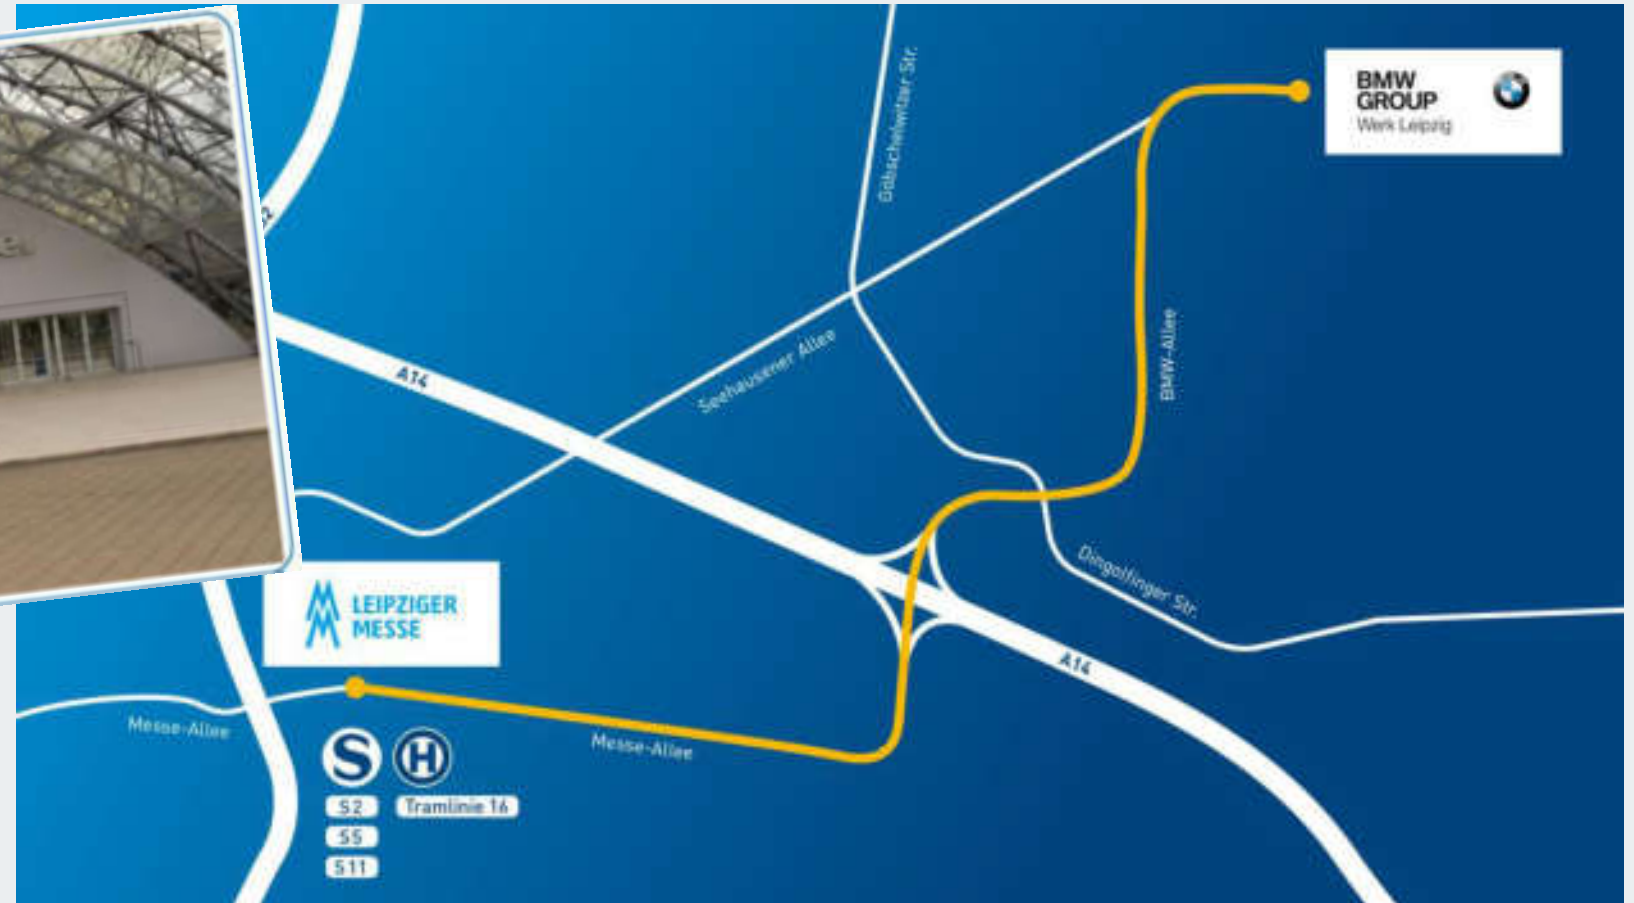 BMW
GROUP
Werk Leipzig
Göbschelwitzer Str.
BMW-Allee
Seehausener Allee
A14
Dingolfinger Str.
A14
LEIPZIGER
MESSE
Messe-Allee
Messe-Allee
S H
S2 Tramlinie 16
S5
S11